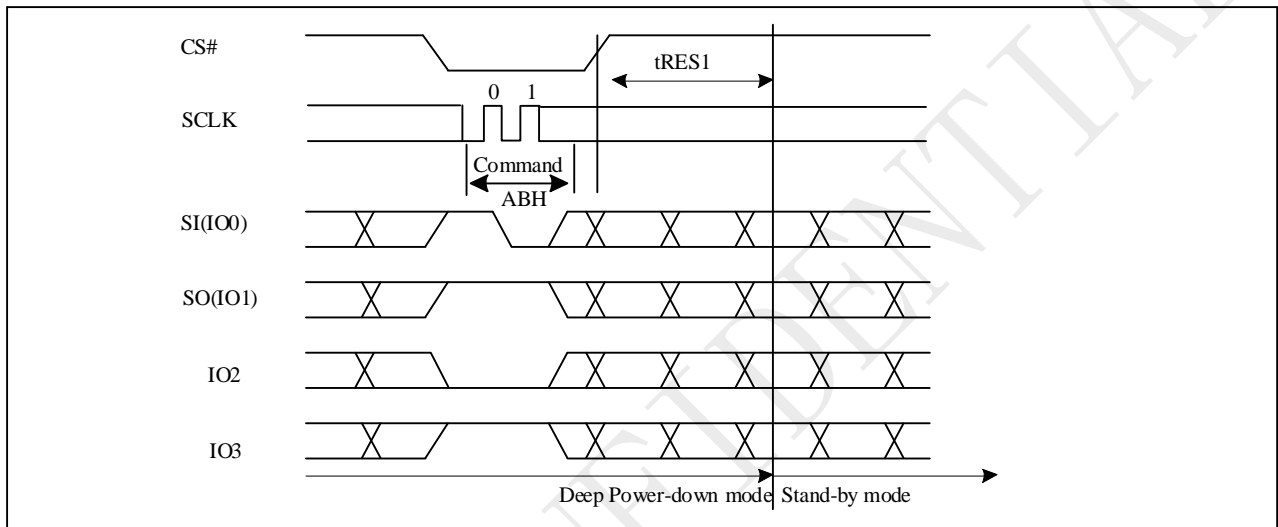 CS#
tRES1
0 1
SCLK
Command
ABH
SI(IO0)
SO(IO1)
IO2
IO3
Deep Power-down mode Stand-by mode